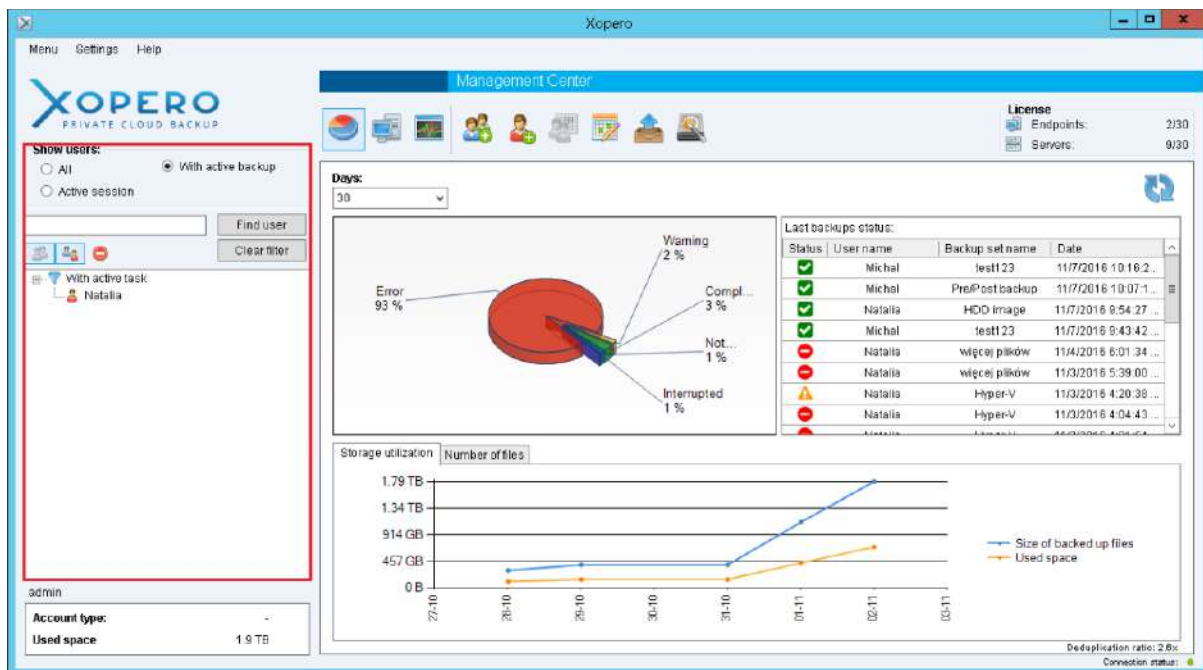 Xopero
Menu Settings Help
XOPERO
PRIVATE CLOUD BACKUP
Management Center
License
Endpoints: 2/30
Servers: 9/30
Show users:
All
With active backup
Active session
Find user
Clear filter
With active task
Natalia
Days:
30
Warning
2 %
Error
93 %
Compl...
3 %
Not...
1 %
Interrupted
1 %
Last backups status:
Status User name Backup set name Date
Michal test123 11/7/2016 10:16:2...
Michal Pre/Post backup 11/7/2016 10:07:1...
Natalia HDD image 11/7/2016 9:54:27 ...
Michal test123 11/7/2016 9:43:42 ...
Natalia więcej plików 11/4/2016 6:01:34 ...
Natalia więcej plików 11/3/2016 5:39:00 ...
Natalia Hyper-V 11/3/2016 4:20:38 ...
Natalia Hyper-V 11/3/2016 4:04:43 ...
Storage utilization Number of files
1.79 TB
1.34 TB
914 GB
457 GB
0 B
27-10 28-10 29-10 30-10 31-10 01-11 02-11 03-11
Size of backed up files
Used space
admin
Account type: -
Used space 1.9 TB
Deduplication ratio: 2.6x
Connection status: